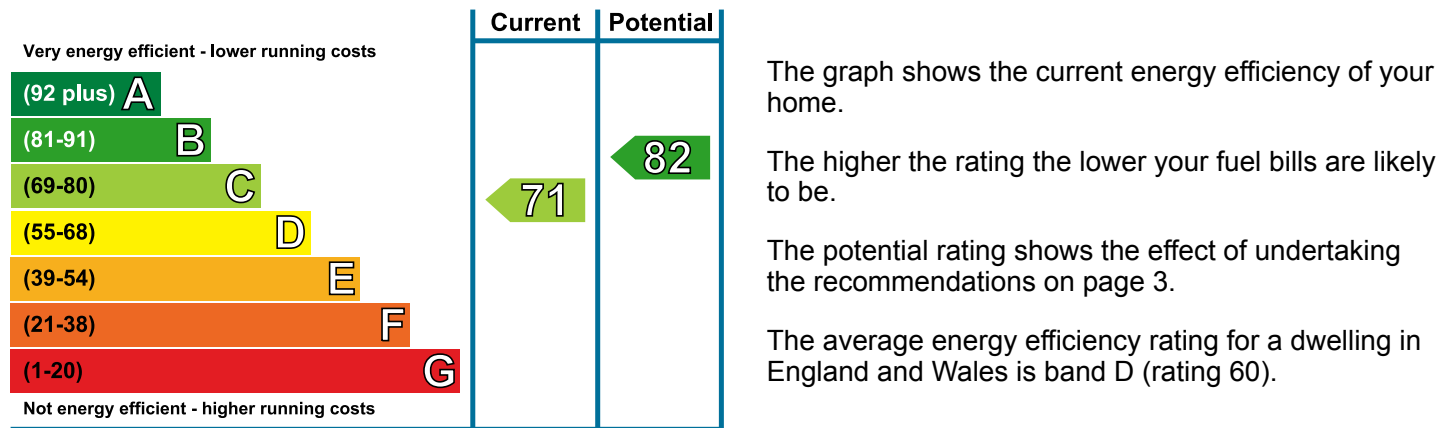 Current Potential
Very energy efficient - lower running costs
(92 plus) A
(81-91) B
82
(69-80) C
71
(55-68) D
(39-54) E
(21-38) F
(1-20) G
Not energy efficient - higher running costs
The graph shows the current energy efficiency of your
home.
The higher the rating the lower your fuel bills are likely
to be.
The potential rating shows the effect of undertaking
the recommendations on page 3.
The average energy efficiency rating for a dwelling in
England and Wales is band D (rating 60).